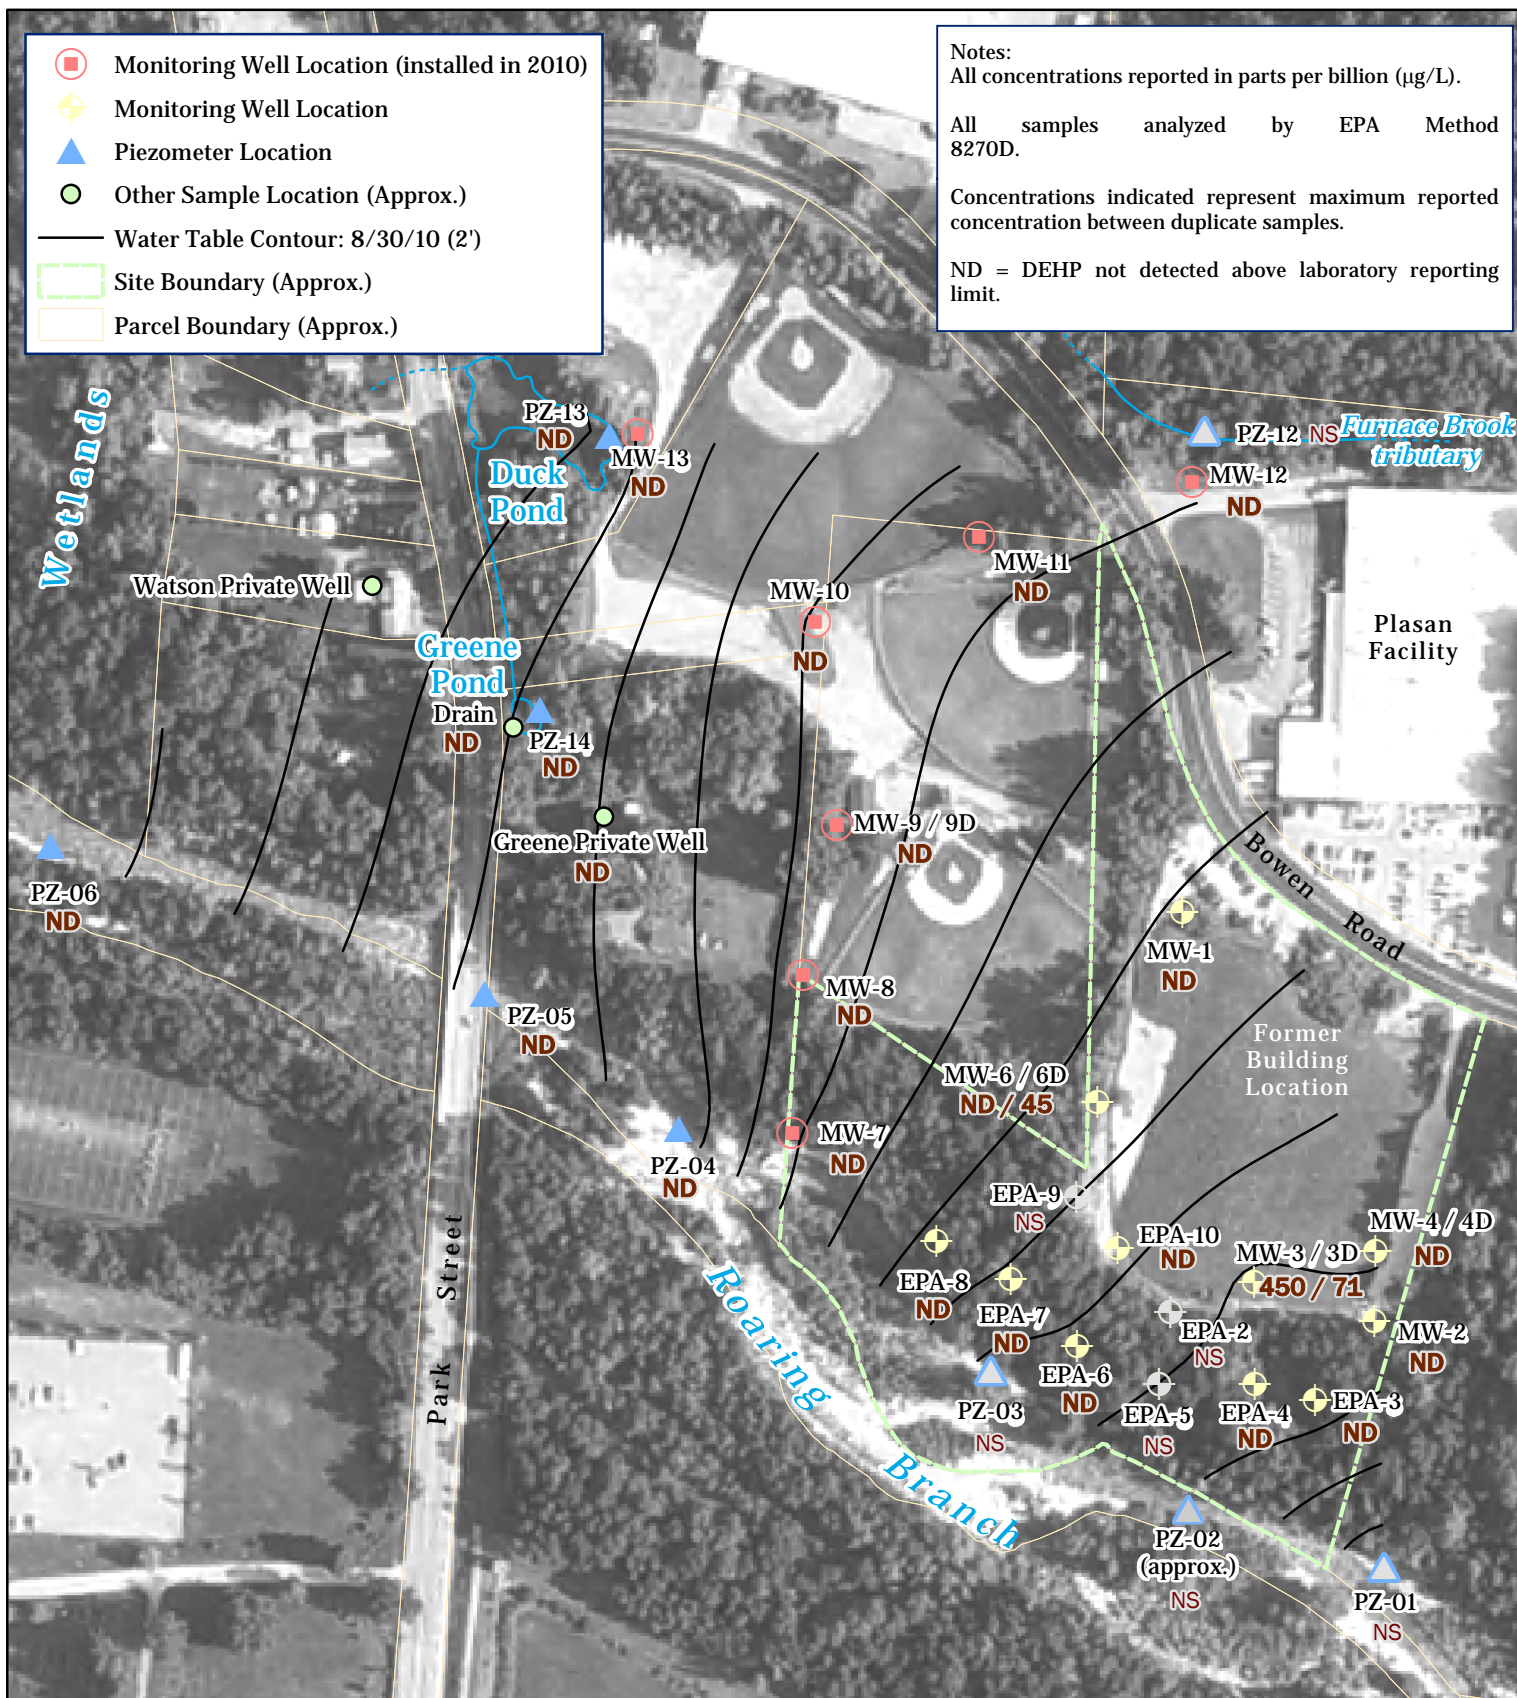 Monitoring Well Location (installed in 2010)
Monitoring Well Location
Piezometer Location
Other Sample Location (Approx.)
Water Table Contour: 8/30/10 (2')
Site Boundary (Approx.)
Parcel Boundary (Approx.)
Notes:
All concentrations reported in parts per billion (µg/L).
All samples analyzed by EPA Method
8270D.
Concentrations indicated represent maximum reported
concentration between duplicate samples.
ND = DEHP not detected above laboratory reporting
limit.
Wetlands
PZ-13
ND
MW-13
ND
Duck
Pond
PZ-12 NS
Furnace Brook
tributary
MW-12
ND
MW-11
ND
Watson Private Well
MW-10
ND
Plasan
Facility
Greene
Pond
Drain
ND
PZ-14
ND
MW-9 / 9D
ND
Greene Private Well
ND
Bowen Road
PZ-06
ND
MW-1
ND
MW-8
ND
PZ-05
ND
Former
Building
Location
MW-6 / 6D
ND / 45
MW-7
ND
PZ-04
ND
EPA-9
NS
Park Street
EPA-10
ND
MW-4 / 4D
ND
MW-3 / 3D
450 / 71
EPA-8
ND
EPA-7
ND
EPA-2
NS
MW-2
ND
Roaring Branch
EPA-6
ND
PZ-03
NS
EPA-5
NS
EPA-4
ND
EPA-3
ND
PZ-02
(approx.)
NS
PZ-01
NS